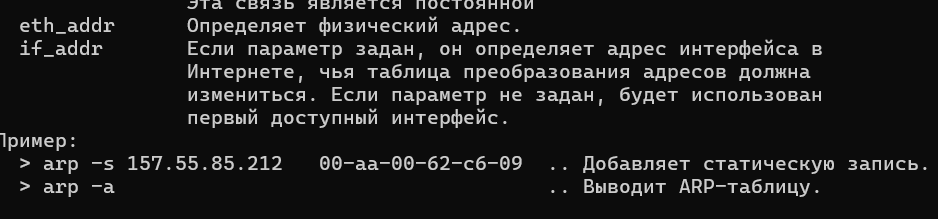 Эта связь является постоянной
eth_addr Определяет физический адрес.
if_addr Если параметр задан, он определяет адрес интерфейса в
Интернете, чья таблица преобразования адресов должна
измениться. Если параметр не задан, будет использован
первый доступный интерфейс.
Пример:
> arp -s 157.55.85.212 00-aa-00-62-c6-09 .. Добавляет статическую запись.
> arp -a .. Выводит ARP-таблицу.